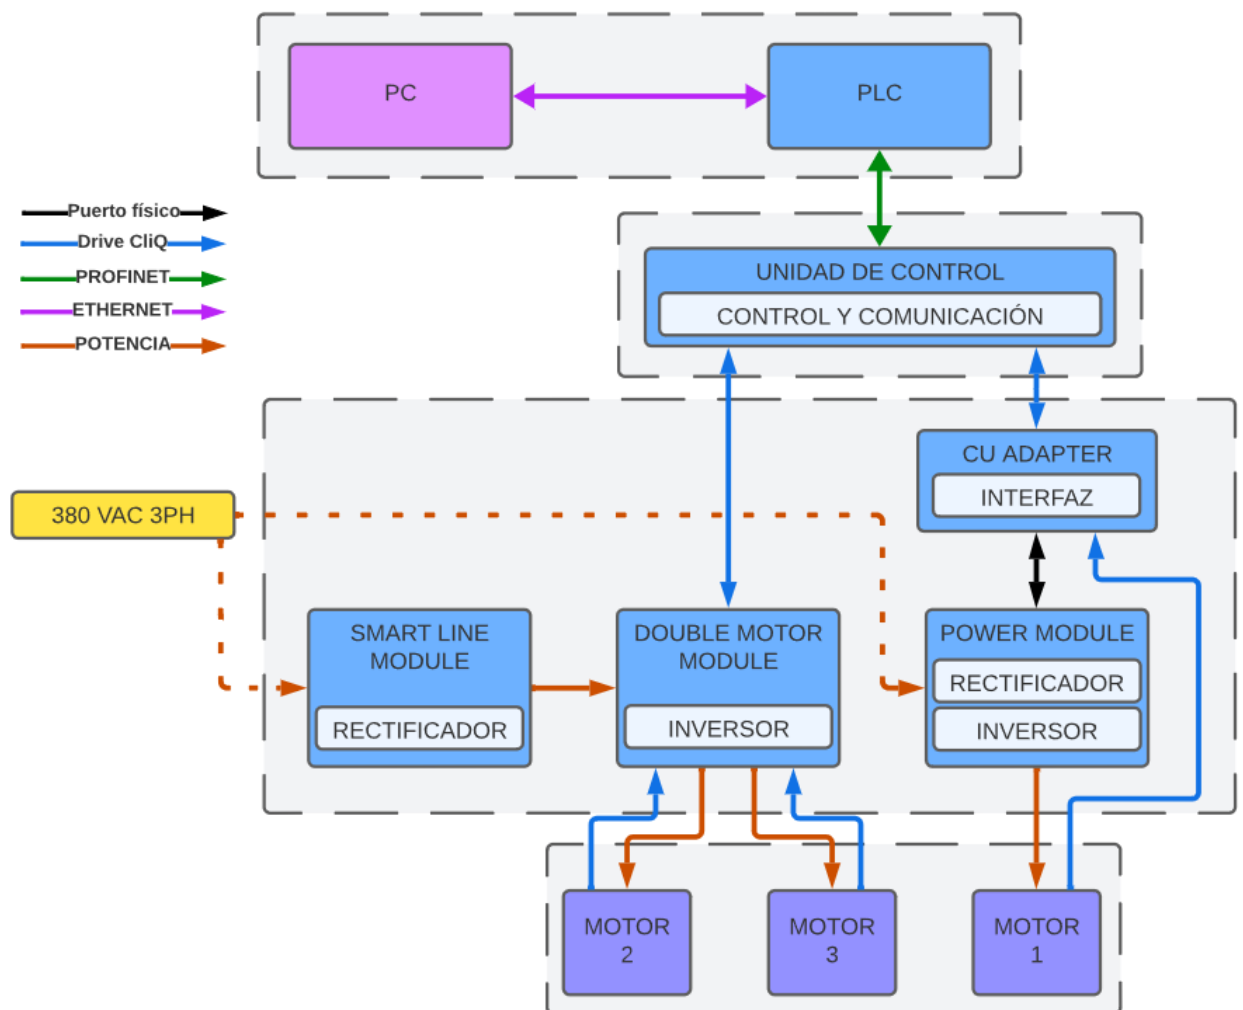 PC
PLC
Puerto físico
Drive CliQ
PROFINET
ETHERNET
POTENCIA
UNIDAD DE CONTROL
CONTROL Y COMUNICACIÓN
CU ADAPTER
INTERFAZ
380 VAC 3PH
SMART LINE
MODULE
RECTIFICADOR
DOUBLE MOTOR
MODULE
INVERSOR
POWER MODULE
RECTIFICADOR
INVERSOR
MOTOR
2
MOTOR
3
MOTOR
1